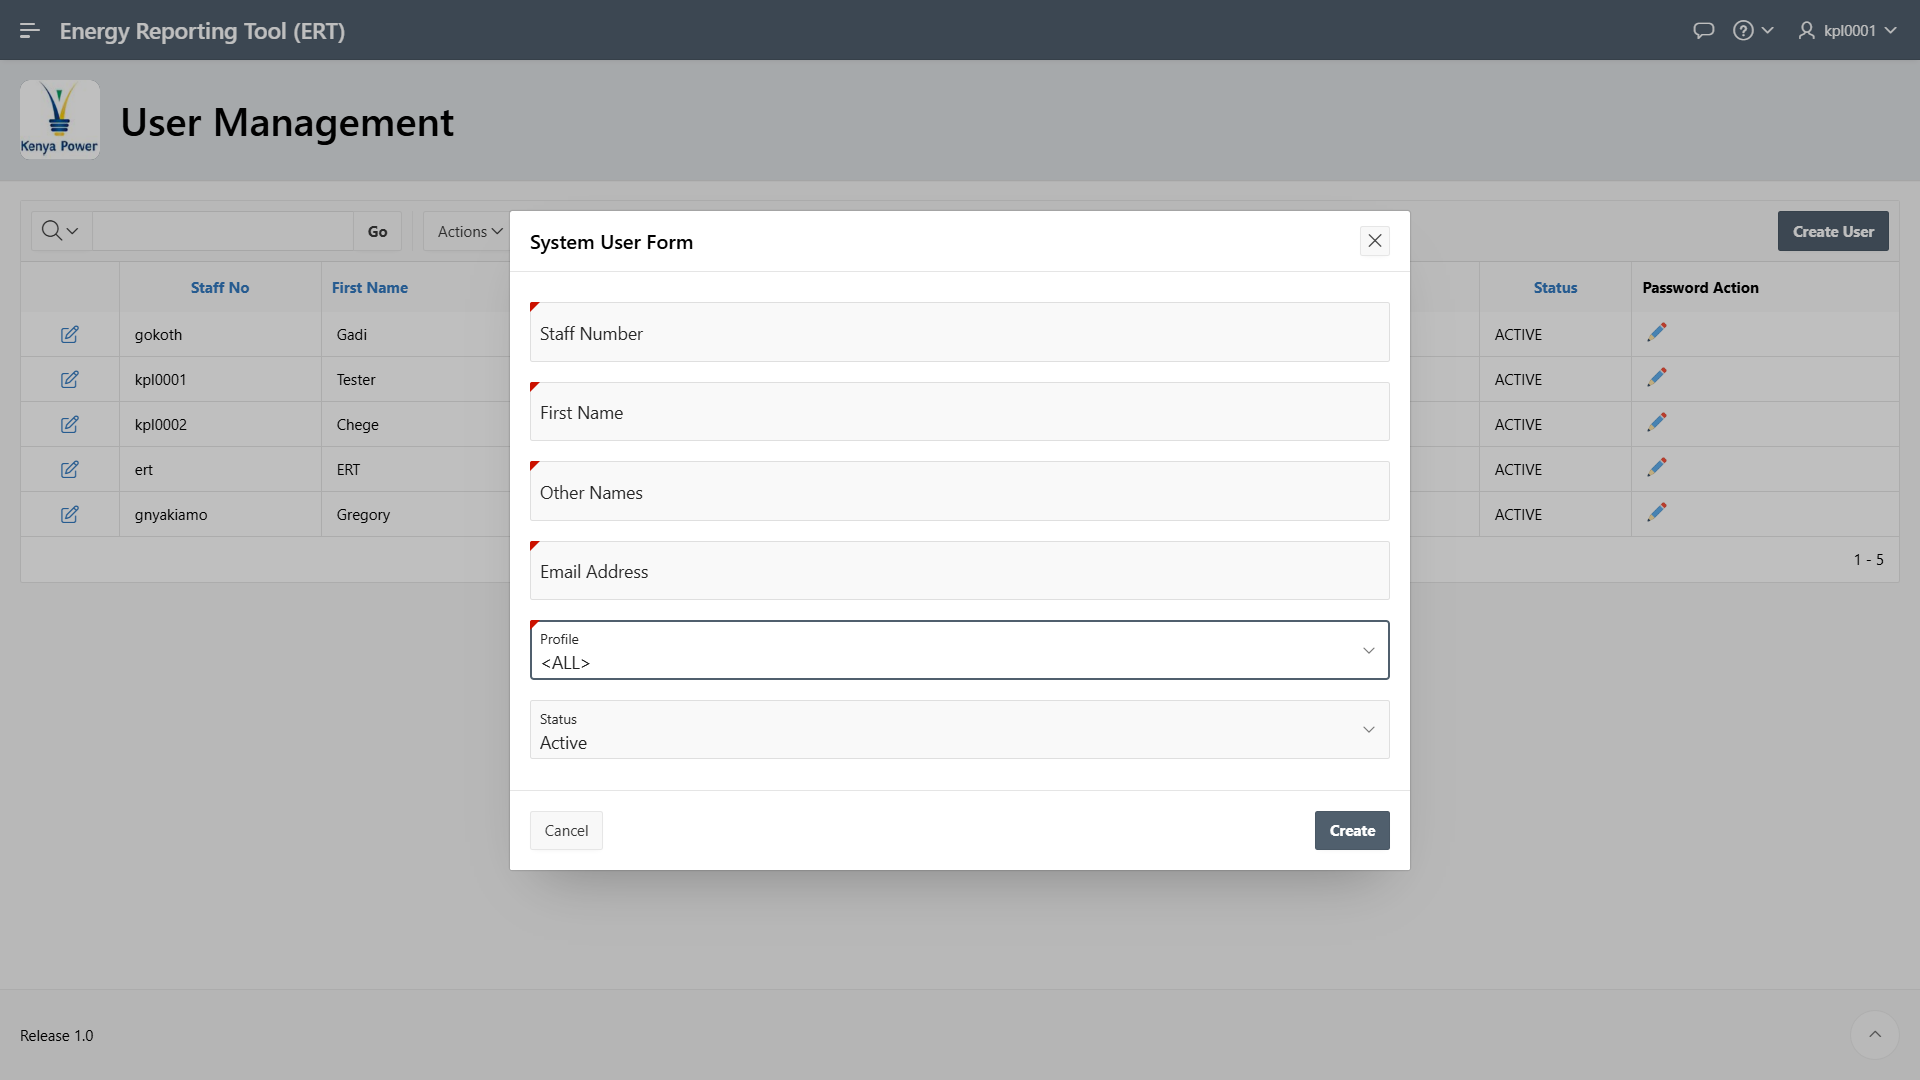 Energy Reporting Tool (ERT)
kpl0001
Kenya Power
User Management
Go
Actions
Create User
Staff No
First Name
Status
Password Action
gokoth
Gadi
ACTIVE
kpl0001
Tester
ACTIVE
kpl0002
Chege
ACTIVE
ert
ERT
ACTIVE
gnyakiamo
Gregory
ACTIVE
1 - 5
System User Form
Staff Number
First Name
Other Names
Email Address
Profile
<ALL>
Status
Active
Cancel
Create
Release 1.0